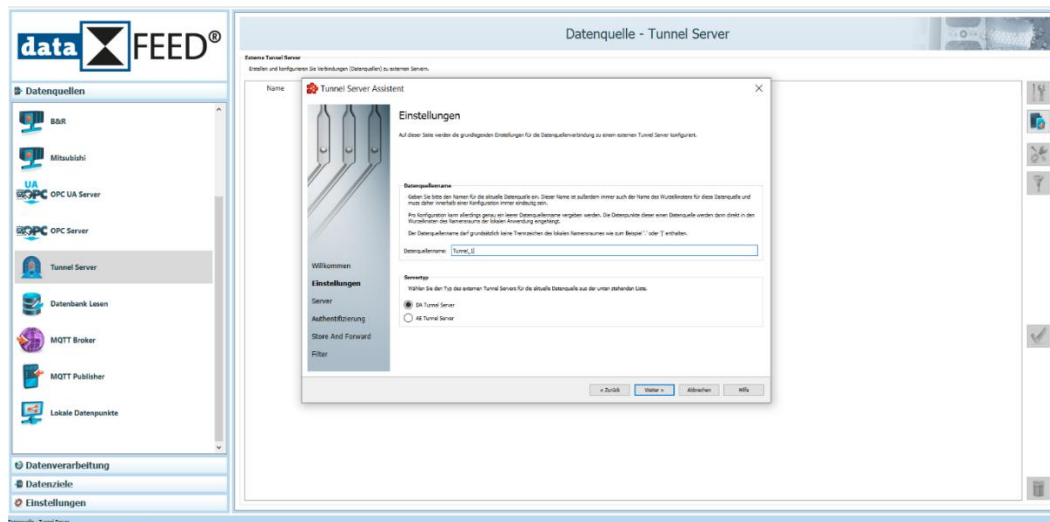 data FEED®
Datenquelle - Tunnel Server
Externe Tunnel Server
Erstellen und konfigurieren Sie Verbindungen (Datenquellen) zu externen Servern.
Datenquellen
B&R
Mitsubishi
UA OPC OPC UA Server
OPC OPC Server
Tunnel Server
Datenbank Lesen
MQTT Broker
MQTT Publisher
Lokale Datenpunkte
Datenverarbeitung
Datenziele
Einstellungen
Name
Tunnel Server Assistent
Willkommen
Einstellungen
Server
Authentifizierung
Store And Forward
Filter
Einstellungen
Auf dieser Seite werden die grundlegenden Einstellungen für die Datenquellenverbindung zu einem externen Tunnel Server konfiguriert.
Datenquellenname
Geben Sie bitte den Namen für die aktuelle Datenquelle ein. Dieser Name ist außerdem immer auch der Name des Wurzelknotens für diese Datenquelle und
muss daher innerhalb einer Konfiguration immer eindeutig sein.
Pro Konfiguration kann allerdings genau ein leerer Datenquellenname vergeben werden. Die Datenpunkte dieser einen Datenquelle werden dann direkt in den
Wurzelknoten des Namensraums der lokalen Anwendung eingehängt.
Der Datenquellenname darf grundsätzlich keine Trennzeichen des lokalen Namensraumes wie zum Beispiel '.' oder '[' enthalten.
Datenquellenname: Tunnel_1
Servertyp
Wählen Sie den Typ des externen Tunnel Servers für die aktuelle Datenquelle aus der unter stehenden Liste.
DA Tunnel Server
AE Tunnel Server
< Zurück Weiter > Abbrechen Hilfe
Datenquelle - Tunnel Server